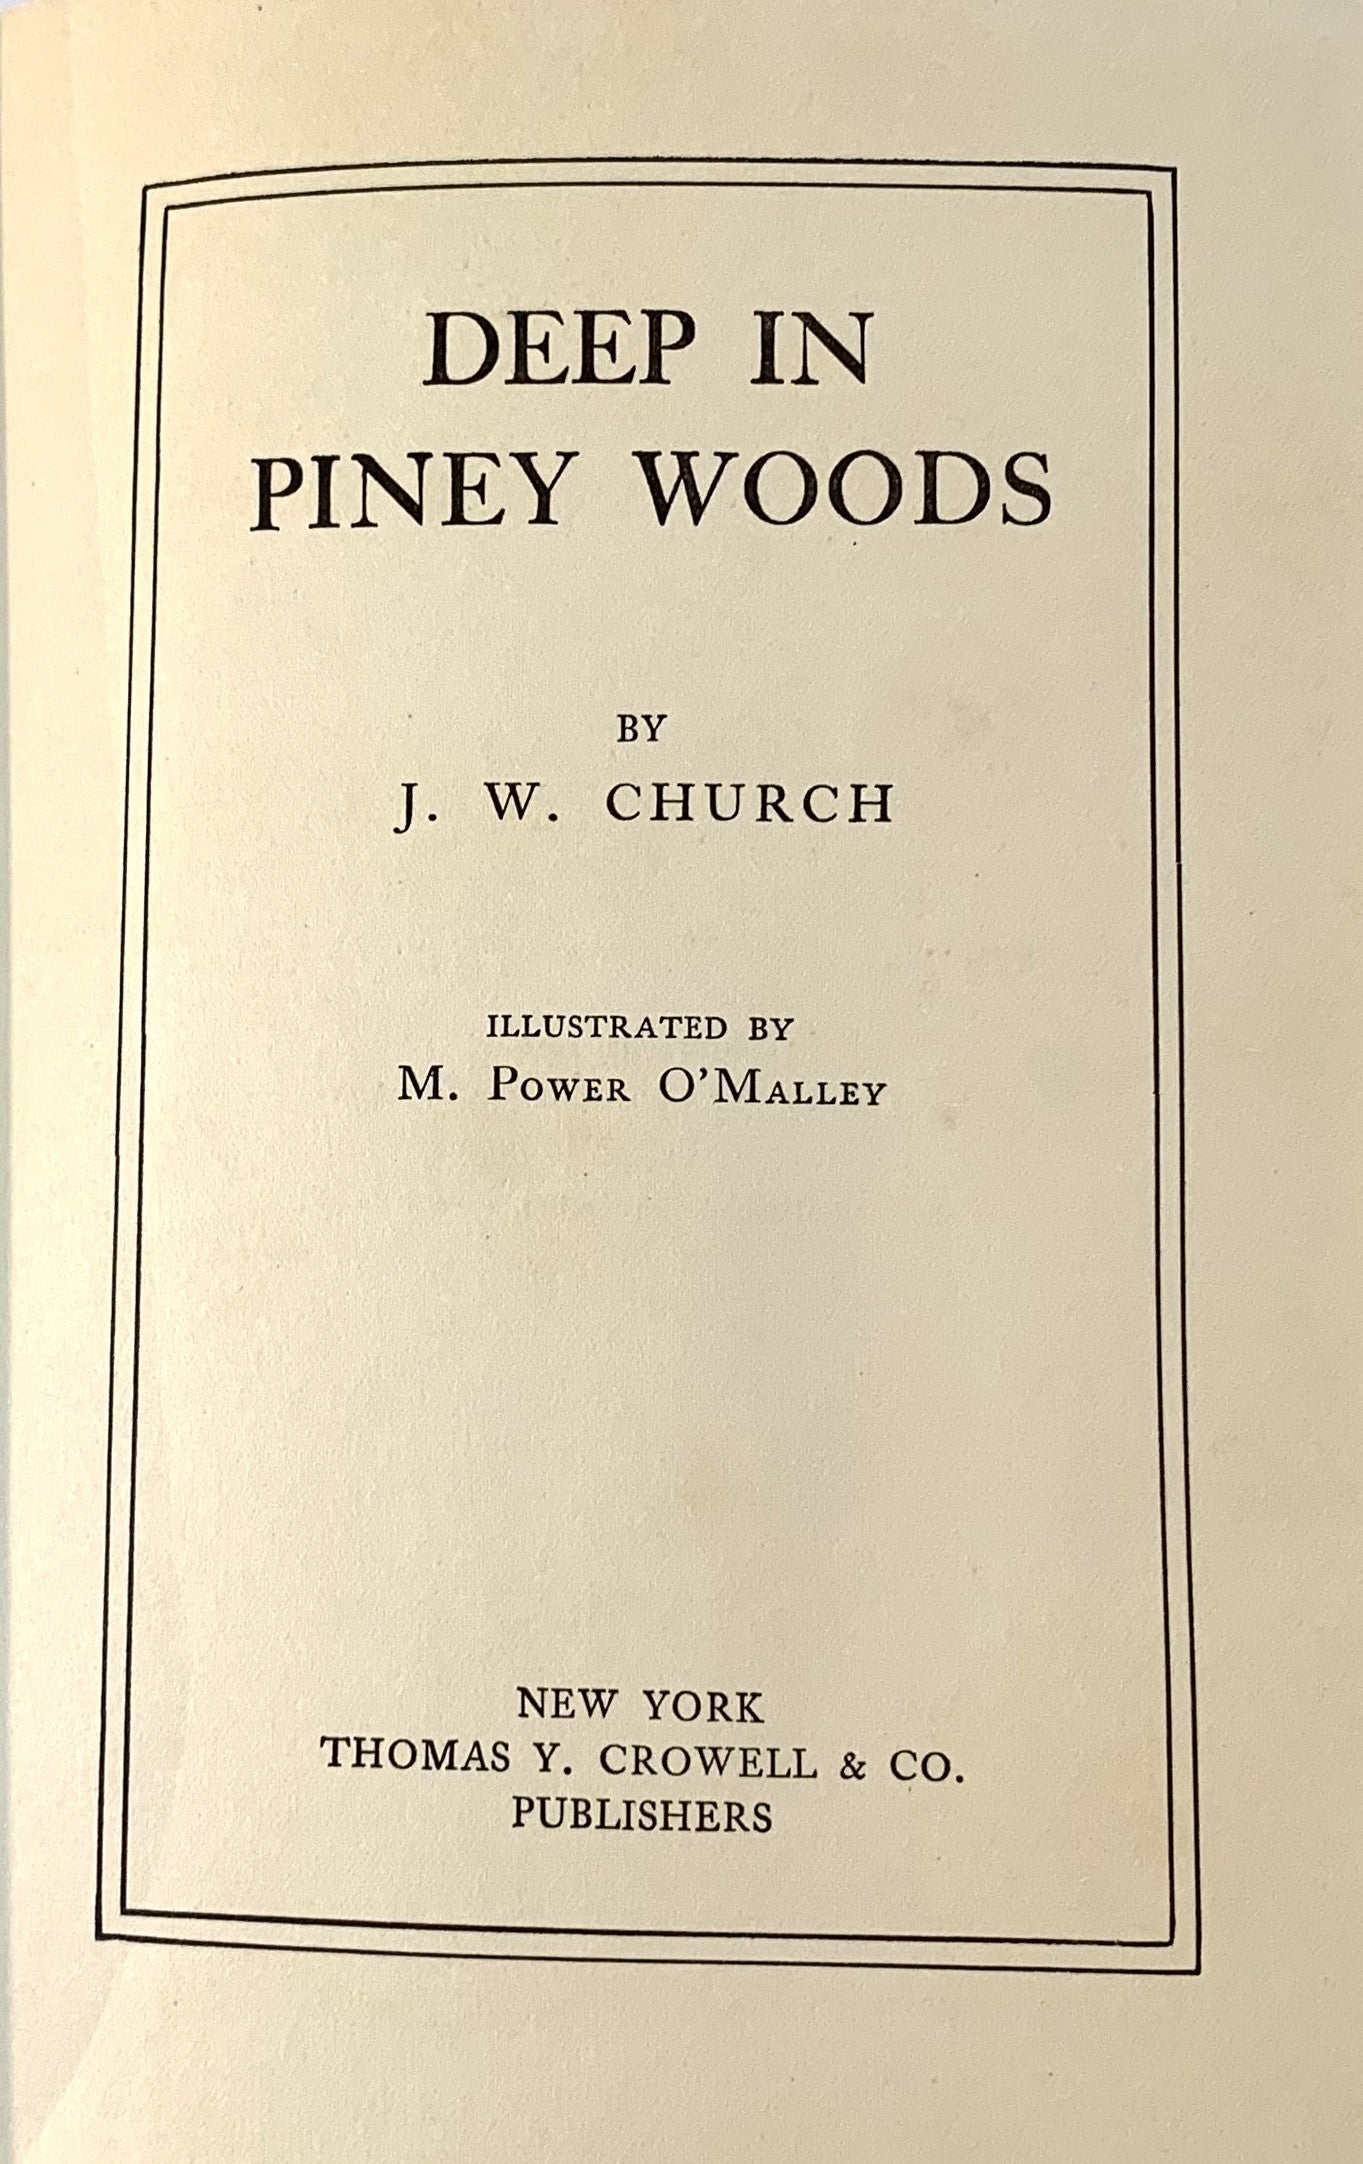 DEEP IN
PINEY WOODS
BY
J. W. CHURCH
ILLUSTRATED BY
M. POWER O'MALLEY
NEW YORK
THOMAS Y. CROWELL & CO.
PUBLISHERS